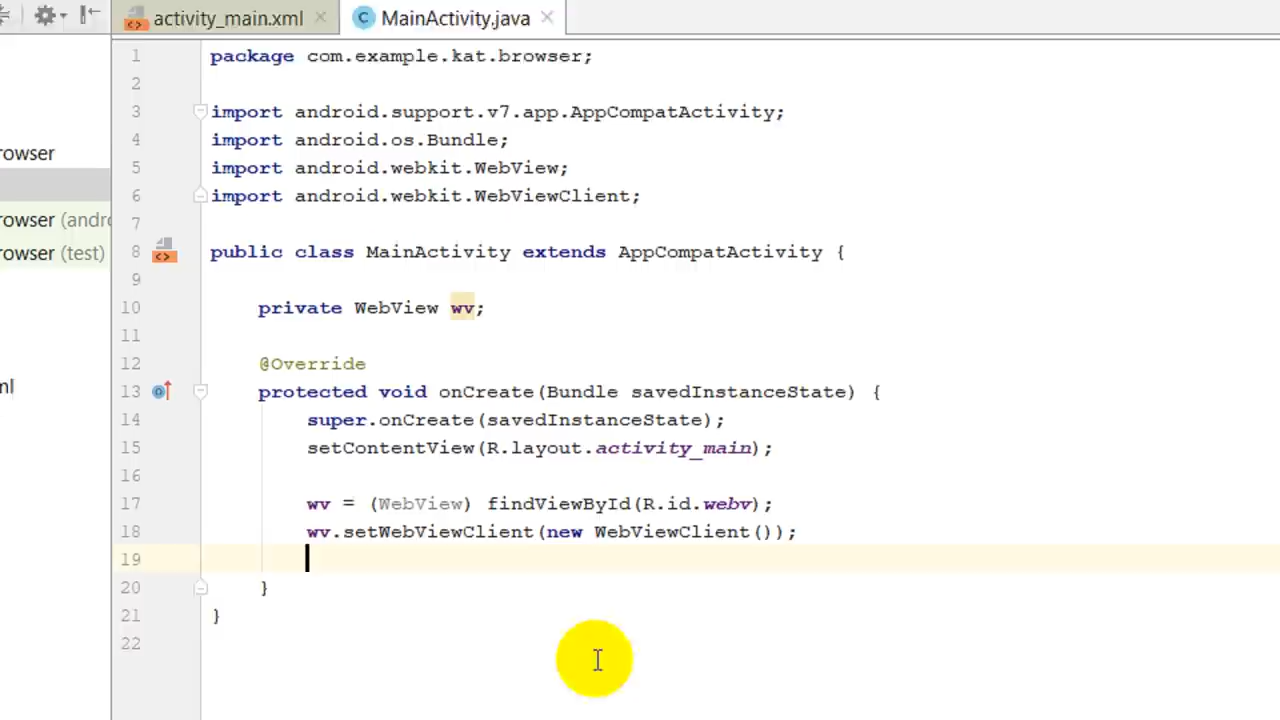 activity_main.xml
MainActivity.java
1 package com.example.kat.browser;
2
3 import android.support.v7.app.AppCompatActivity;
4 import android.os.Bundle;
5 import android.webkit.WebView;
6 import android.webkit.WebViewClient;
7
8 public class MainActivity extends AppCompatActivity {
9
10 private WebView wv;
11
12 @Override
13 protected void onCreate(Bundle savedInstanceState) {
14 super.onCreate(savedInstanceState);
15 setContentView(R.layout.activity_main);
16
17 wv = (WebView) findViewById(R.id.webv);
18 wv.setWebViewClient(new WebViewClient());
19
20 }
21 }
22
rowser
rowser (andro
rowser (test)
ml